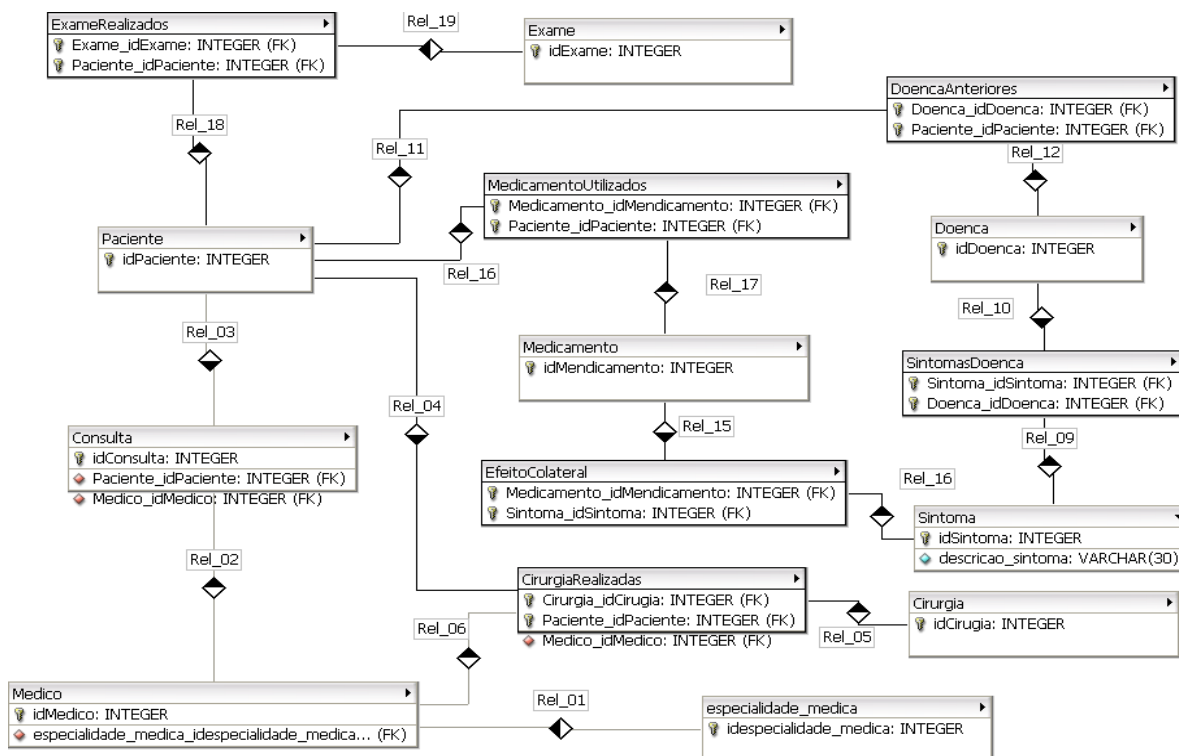 ExameRealizados
Exame_idExame: INTEGER (FK)
Paciente_idPaciente: INTEGER (FK)
Rel_19
Exame
idExame: INTEGER
Rel_18
Rel_11
DoencaAnteriores
Doenca_idDoenca: INTEGER (FK)
Paciente_idPaciente: INTEGER (FK)
Rel_12
MedicamentoUtilizados
Medicamento_idMendicamento: INTEGER (FK)
Paciente_idPaciente: INTEGER (FK)
Paciente
idPaciente: INTEGER
Rel_16
Rel_17
Doenca
idDoenca: INTEGER
Rel_10
Rel_03
Medicamento
idMendicamento: INTEGER
SintomasDoenca
Sintoma_idSintoma: INTEGER (FK)
Doenca_idDoenca: INTEGER (FK)
Rel_04
Rel_15
Rel_09
Consulta
idConsulta: INTEGER
Paciente_idPaciente: INTEGER (FK)
Medico_idMedico: INTEGER (FK)
EfeitoColateral
Medicamento_idMendicamento: INTEGER (FK)
Sintoma_idSintoma: INTEGER (FK)
Rel_16
Sintoma
idSintoma: INTEGER
descricao_sintoma: VARCHAR(30)
Rel_02
CirurgiaRealizadas
Cirurgia_idCirugia: INTEGER (FK)
Paciente_idPaciente: INTEGER (FK)
Medico_idMedico: INTEGER (FK)
Rel_05
Cirurgia
idCirugia: INTEGER
Rel_06
Medico
idMedico: INTEGER
especialidade_medica_idespecialidade_medica... (FK)
Rel_01
especialidade_medica
idespecialidade_medica: INTEGER